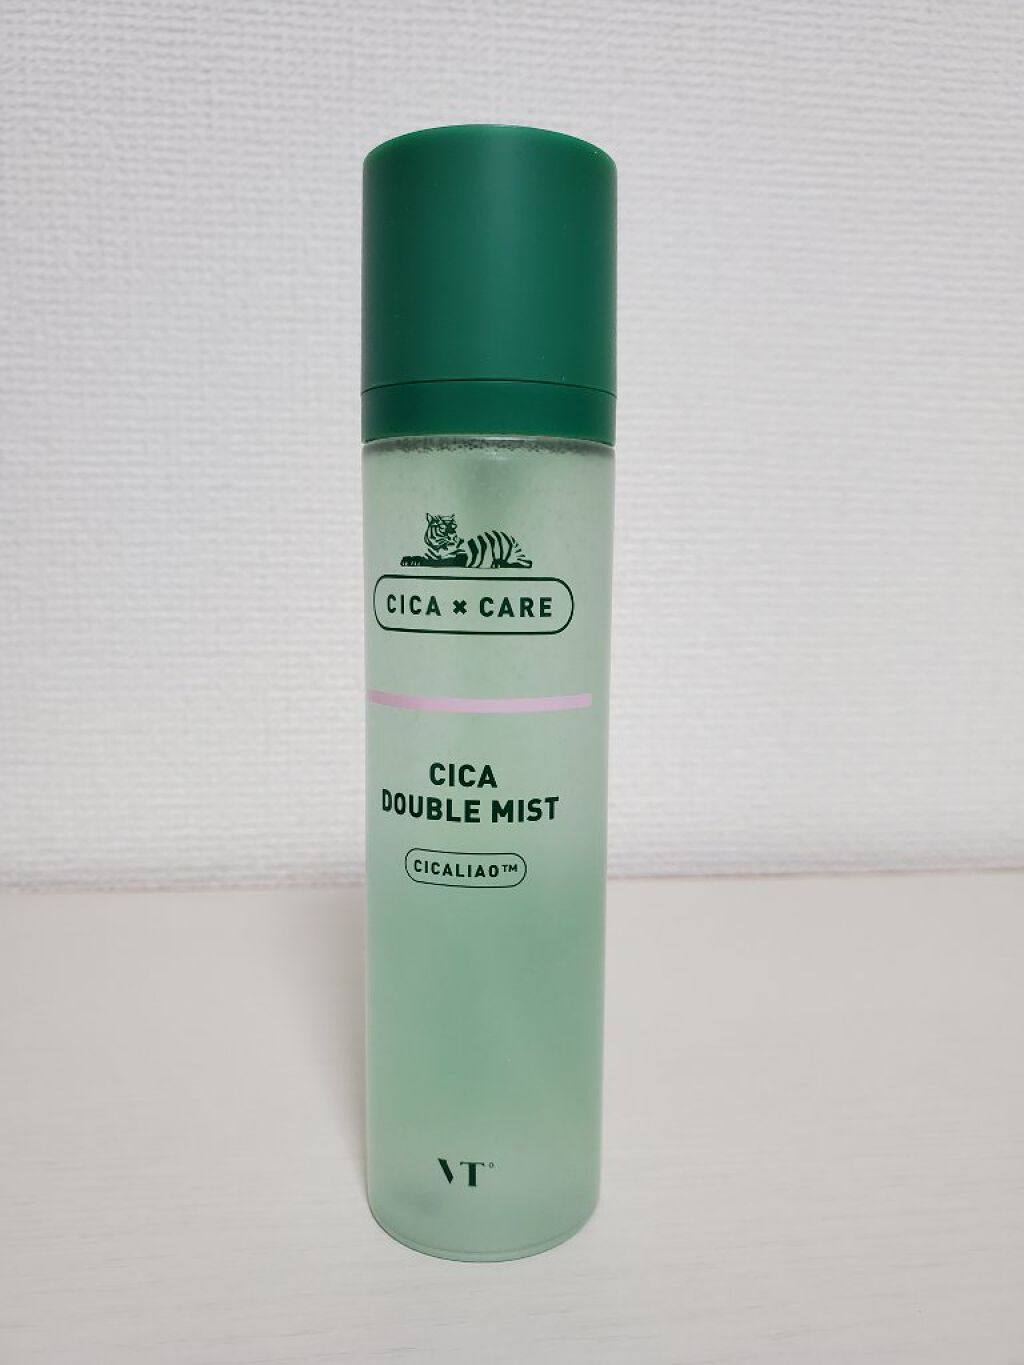 CICA × CARE
CICA
DOUBLE MIST
CICALIAO™
VT°